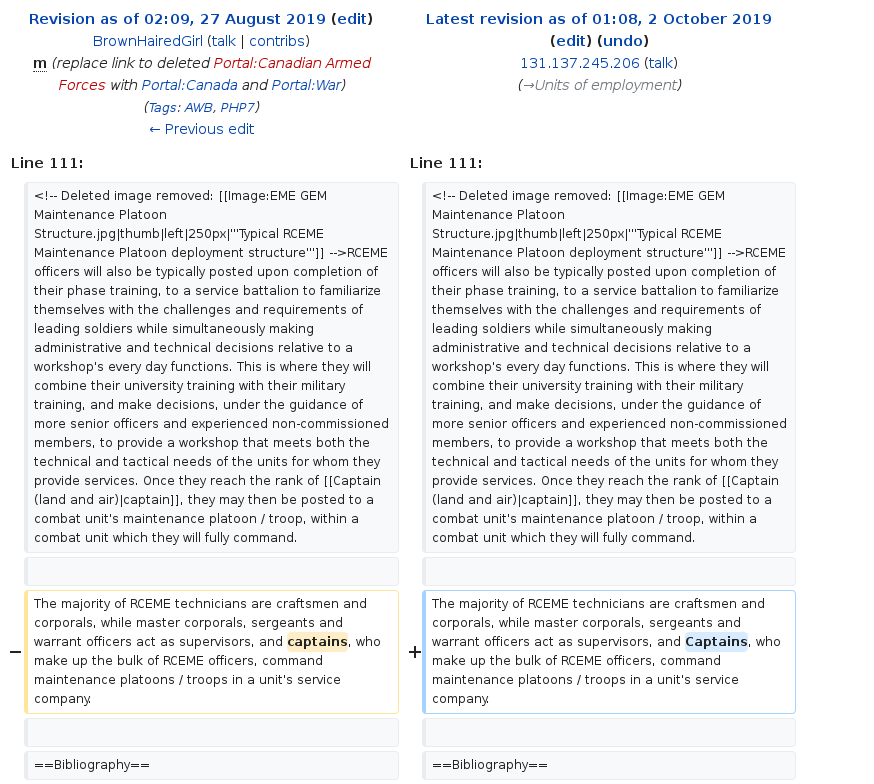 Revision as of 02:09, 27 August 2019 (edit)
BrownHairedGirl (talk | contribs)
m (replace link to deleted Portal:Canadian Armed
Forces with Portal:Canada and Portal:War)
(Tags: AWB, PHP7)
← Previous edit
Latest revision as of 01:08, 2 October 2019
(edit) (undo)
131.137.245.206 (talk)
(→Units of employment)
Line 111:
<!-- Deleted image removed: [[Image:EME GEM
Maintenance Platoon
Structure.jpg|thumb|left|250px|'''Typical RCEME
Maintenance Platoon deployment structure''']] -->RCEME
officers will also be typically posted upon completion of
their phase training, to a service battalion to familiarize
themselves with the challenges and requirements of
leading soldiers while simultaneously making
administrative and technical decisions relative to a
workshop's every day functions. This is where they will
combine their university training with their military
training, and make decisions, under the guidance of
more senior officers and experienced non-commissioned
members, to provide a workshop that meets both the
technical and tactical needs of the units for whom they
provide services. Once they reach the rank of [[Captain
(land and air)|captain]], they may then be posted to a
combat unit's maintenance platoon / troop, within a
combat unit which they will fully command.
Line 111:
<!-- Deleted image removed: [[Image:EME GEM
Maintenance Platoon
Structure.jpg|thumb|left|250px|'''Typical RCEME
Maintenance Platoon deployment structure''']] -->RCEME
officers will also be typically posted upon completion of
their phase training, to a service battalion to familiarize
themselves with the challenges and requirements of
leading soldiers while simultaneously making
administrative and technical decisions relative to a
workshop's every day functions. This is where they will
combine their university training with their military
training, and make decisions, under the guidance of
more senior officers and experienced non-commissioned
members, to provide a workshop that meets both the
technical and tactical needs of the units for whom they
provide services. Once they reach the rank of [[Captain
(land and air)|captain]], they may then be posted to a
combat unit's maintenance platoon / troop, within a
combat unit which they will fully command.
−
The majority of RCEME technicians are craftsmen and
corporals, while master corporals, sergeants and
warrant officers act as supervisors, and captains, who
make up the bulk of RCEME officers, command
maintenance platoons / troops in a unit's service
company.
+
The majority of RCEME technicians are craftsmen and
corporals, while master corporals, sergeants and
warrant officers act as supervisors, and Captains, who
make up the bulk of RCEME officers, command
maintenance platoons / troops in a unit's service
company.
==Bibliography==
==Bibliography==